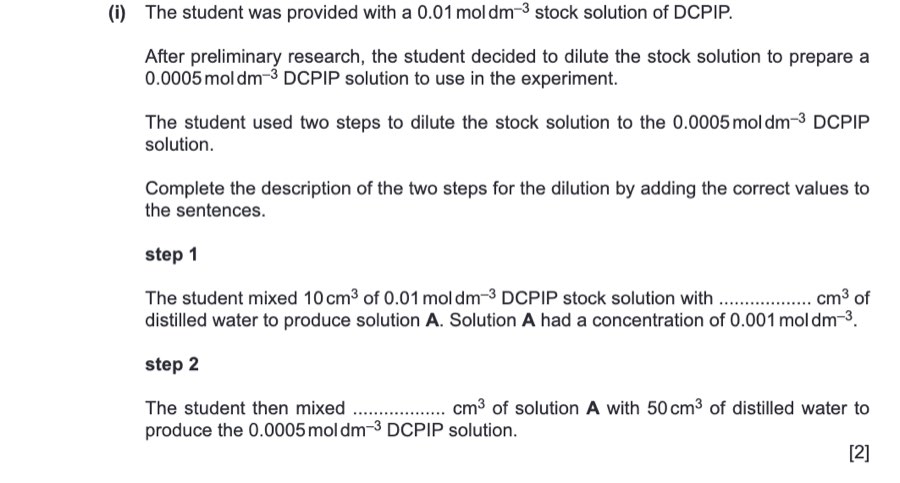 (i) The student was provided with a 0.01 mol dm⁻³ stock solution of DCPIP.
After preliminary research, the student decided to dilute the stock solution to prepare a
0.0005 mol dm⁻³ DCPIP solution to use in the experiment.
The student used two steps to dilute the stock solution to the 0.0005 mol dm⁻³ DCPIP
solution.
Complete the description of the two steps for the dilution by adding the correct values to
the sentences.
step 1
The student mixed 10 cm³ of 0.01 mol dm⁻³ DCPIP stock solution with .................. cm³ of
distilled water to produce solution A. Solution A had a concentration of 0.001 mol dm⁻³.
step 2
The student then mixed .................. cm³ of solution A with 50 cm³ of distilled water to
produce the 0.0005 mol dm⁻³ DCPIP solution.
[2]